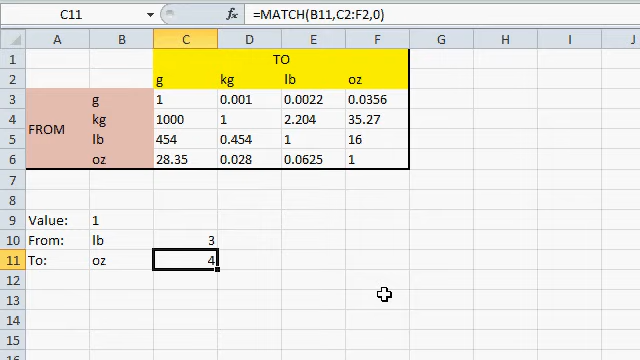 C11 fx =MATCH(B11,C2:F2,0)
A B C D E F G H I J
1 TO
2 g kg lb oz
3 g 1 0.001 0.0022 0.0356
4 kg 1000 1 2.204 35.27
FROM
5 lb 454 0.454 1 16
6 oz 28.35 0.028 0.0625 1
7
8
9 Value: 1
10 From: lb 3
11 To: oz 4
12
13
14
15
16